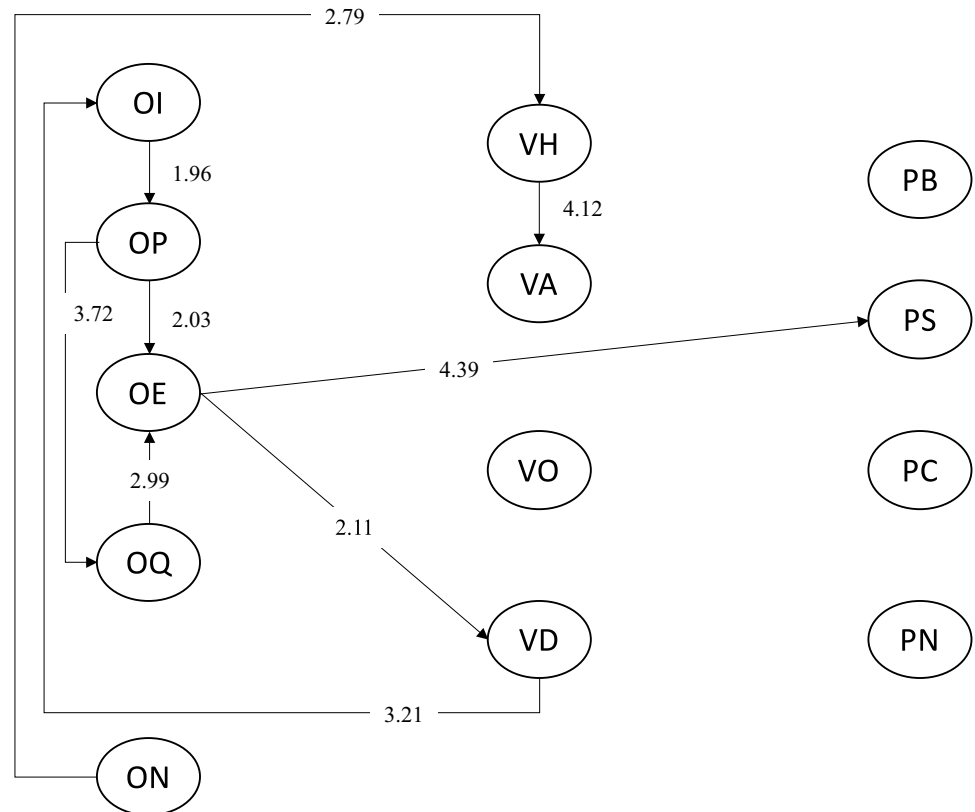 2.79
OI
VH
1.96
PB
4.12
OP
VA
3.72
2.03
PS
4.39
OE
2.99
VO
PC
2.11
OQ
VD
PN
3.21
ON